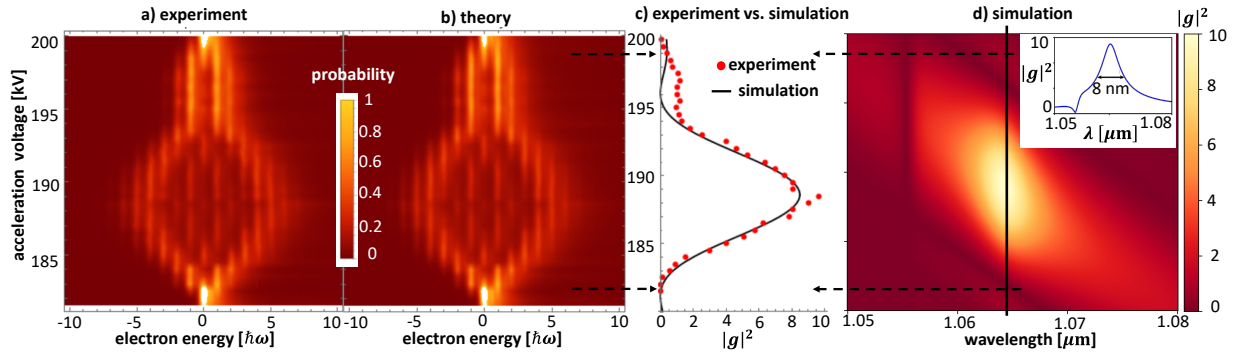 a) experiment
b) theory
c) experiment vs. simulation
d) simulation
|g|²
acceleration voltage [kV]
200
195
190
185
probability
1
0.8
0.6
0.4
0.2
0
-10
-5
0
5
10
electron energy [ħω]
-10
-5
0
5
10
electron energy [ħω]
200
195
190
185
experiment
simulation
0
2
4
6
8
10
|g|²
10
|g|²
0
8 nm
1.05
1.08
λ [μm]
1.05
1.06
1.07
1.08
wavelength [μm]
10
8
6
4
2
0